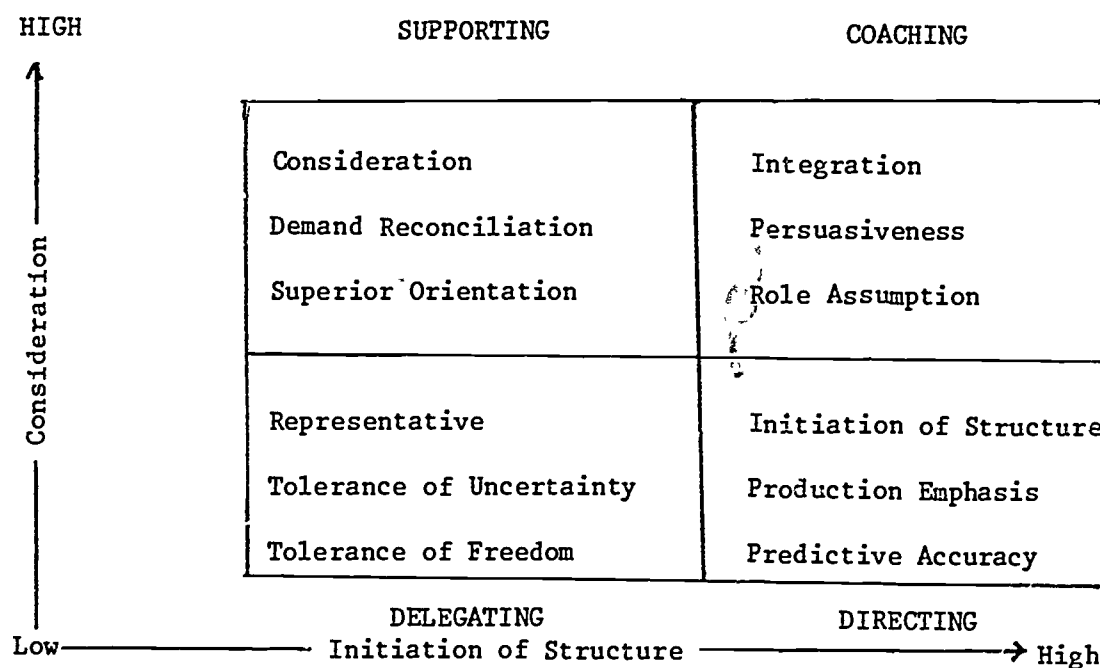 HIGH SUPPORTING COACHING
Consideration Integration
Demand Reconciliation Persuasiveness
Superior Orientation Role Assumption
Consideration
Representative Initiation of Structure
Tolerance of Uncertainty Production Emphasis
Tolerance of Freedom Predictive Accuracy
DELEGATING DIRECTING
Low Initiation of Structure High